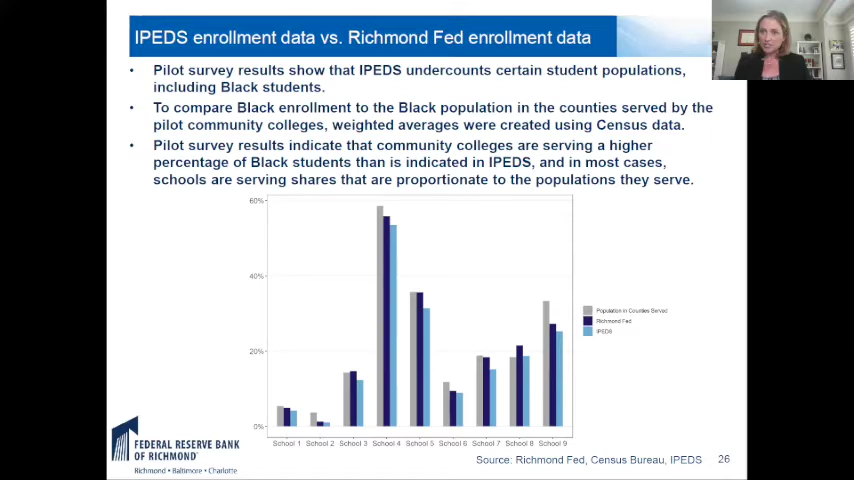 IPEDS enrollment data vs. Richmond Fed enrollment data
• Pilot survey results show that IPEDS undercounts certain student populations,
including Black students.
• To compare Black enrollment to the Black population in the counties served by the
pilot community colleges, weighted averages were created using Census data.
• Pilot survey results indicate that community colleges are serving a higher
percentage of Black students than is indicated in IPEDS, and in most cases,
schools are serving shares that are proportionate to the populations they serve.
60%
40%
20%
0%
School 1 School 2 School 3 School 4 School 5 School 6 School 7 School 8 School 9
Population in Counties Served
Richmond Fed
IPEDS
FEDERAL RESERVE BANK
OF RICHMOND
Richmond • Baltimore • Charlotte
Source: Richmond Fed, Census Bureau, IPEDS 26